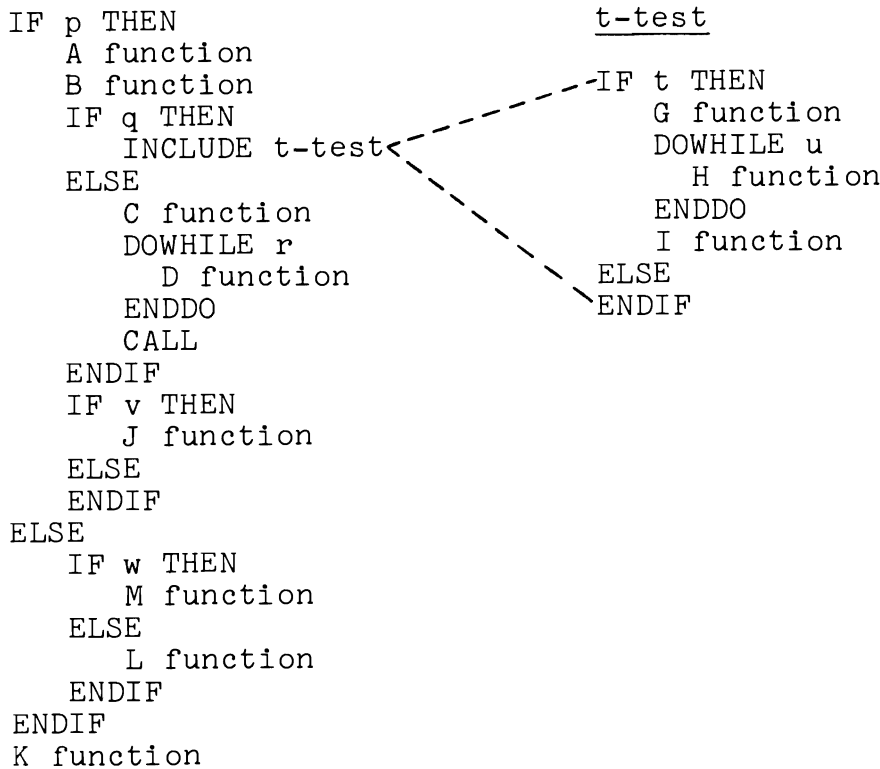 IF p THEN
A function
B function
IF q THEN
INCLUDE t-test
ELSE
C function
DOWHILE r
D function
ENDDO
CALL
ENDIF
IF v THEN
J function
ELSE
ENDIF
ELSE
IF w THEN
M function
ELSE
L function
ENDIF
ENDIF
K function
t-test
IF t THEN
G function
DOWHILE u
H function
ENDDO
I function
ELSE
ENDIF